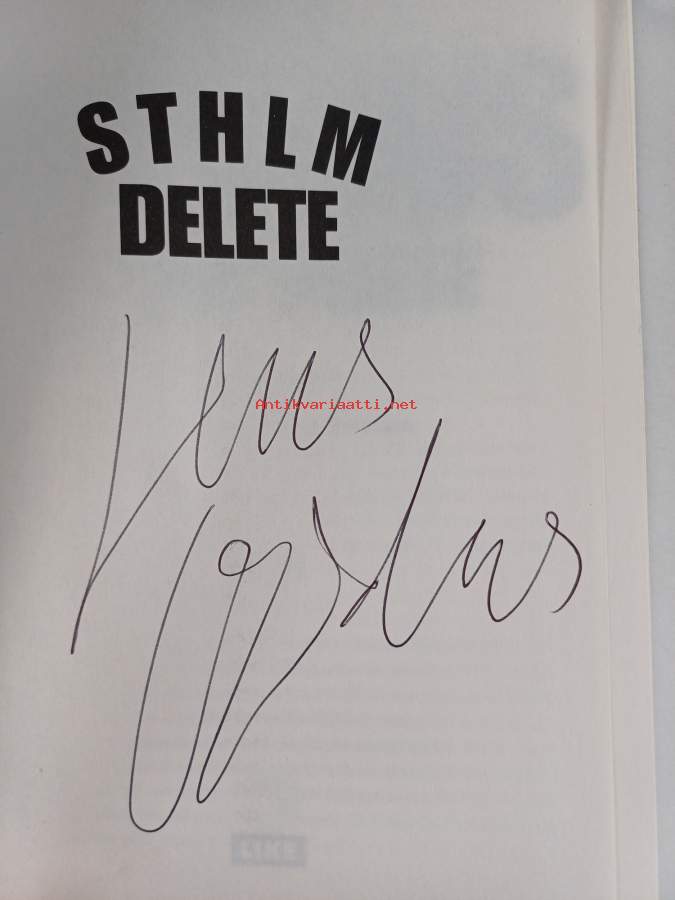 STHLM
DELETE
Jens
Antikvariaatti.net
Lapidus
LIKE